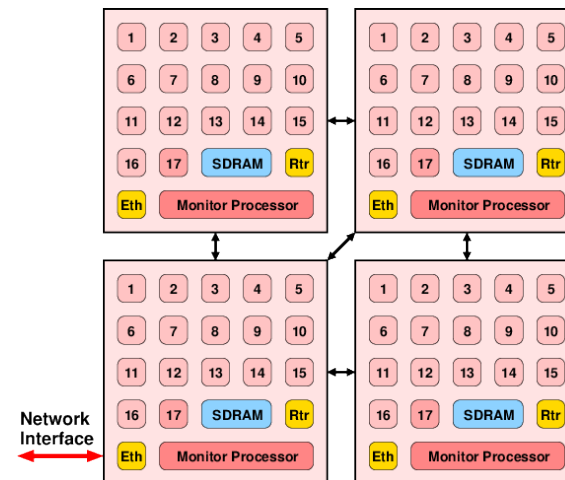 1 2 3 4 5 1 2 3 4 5
6 7 8 9 10 6 7 8 9 10
11 12 13 14 15 11 12 13 14 15
16 17 SDRAM Rtr 16 17 SDRAM Rtr
Eth Monitor Processor Eth Monitor Processor
1 2 3 4 5 1 2 3 4 5
6 7 8 9 10 6 7 8 9 10
11 12 13 14 15 11 12 13 14 15
16 17 SDRAM Rtr 16 17 SDRAM Rtr
Network
Interface
Eth Monitor Processor Eth Monitor Processor